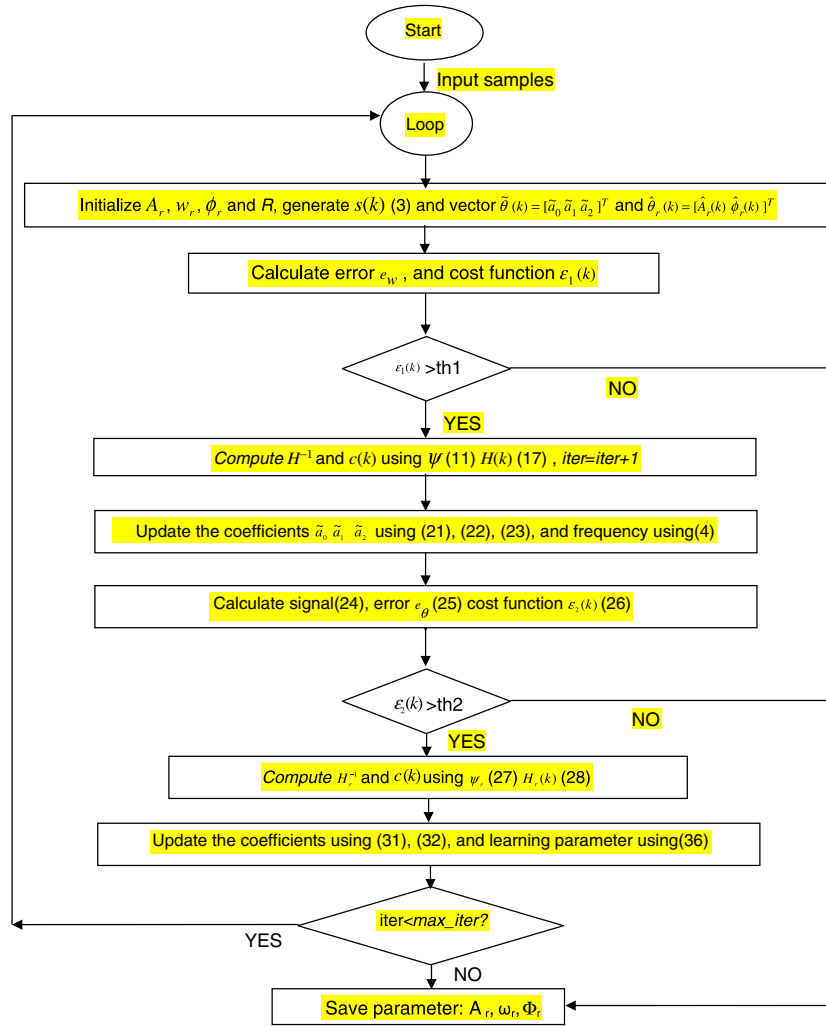 Start
Input samples
Loop
Initialize A_r, w_r, ϕ_r and R, generate s(k) (3) and vector θ̃(k)=[ã_0 ã_1 ã_2]^T and θ̂_r(k)=[Â_r(k) ϕ̂_r(k)]^T
Calculate error e_w , and cost function ε_1(k)
ε_1(k) >th1
NO
YES
Compute H^{-1} and c(k) using ψ (11) H(k) (17) , iter=iter+1
Update the coefficients ã_0 ã_1 ã_2 using (21), (22), (23), and frequency using(4)
Calculate signal(24), error e_θ (25) cost function ε_2(k) (26)
ε_2(k) >th2
NO
YES
Compute H_r^{-1} and c(k) using ψ_r (27) H_r(k) (28)
Update the coefficients using (31), (32), and learning parameter using(36)
iter<max_iter?
YES
NO
Save parameter: A_r, ω_r, Φ_r